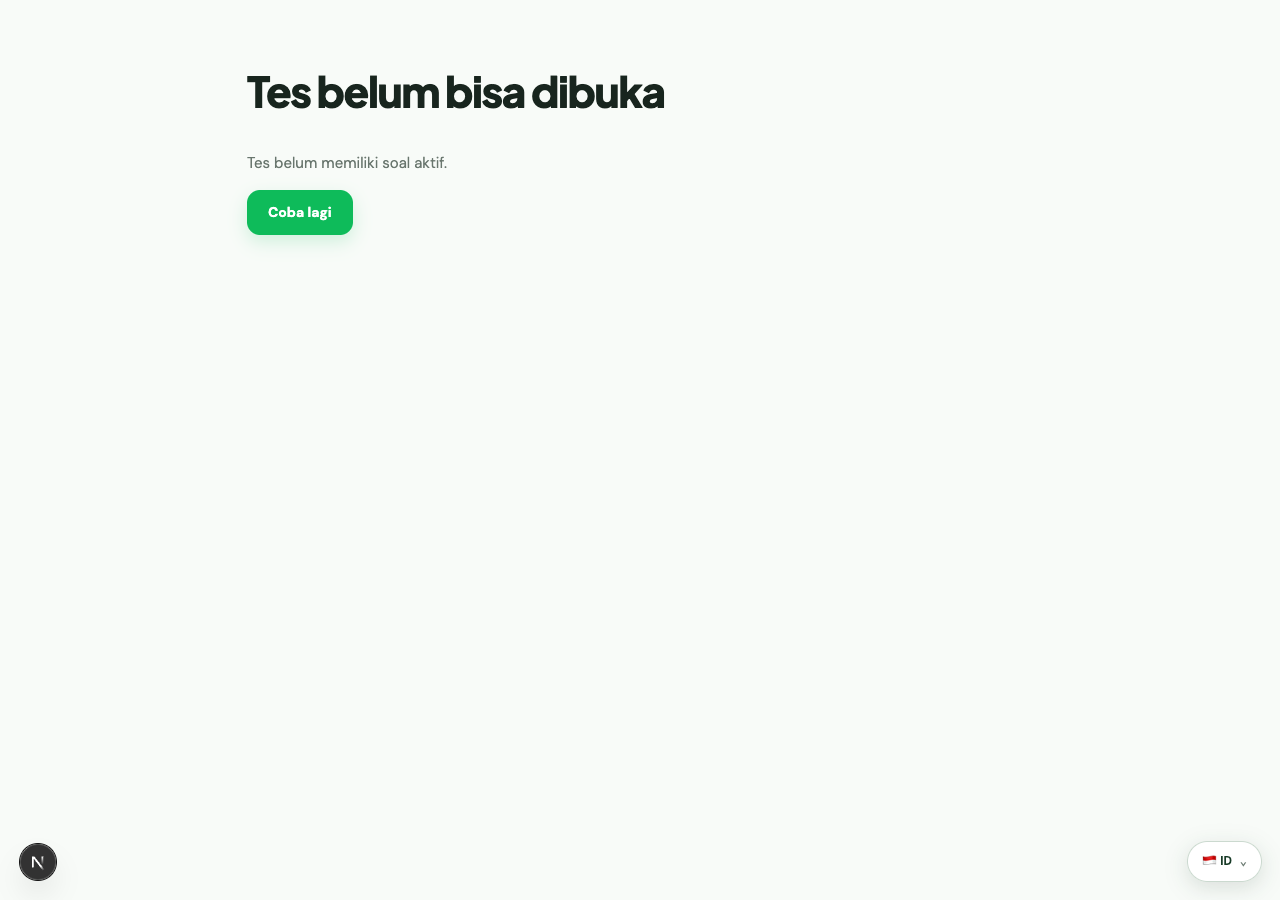 Tes belum bisa dibuka
Tes belum memiliki soal aktif.
Coba lagi
N
ID